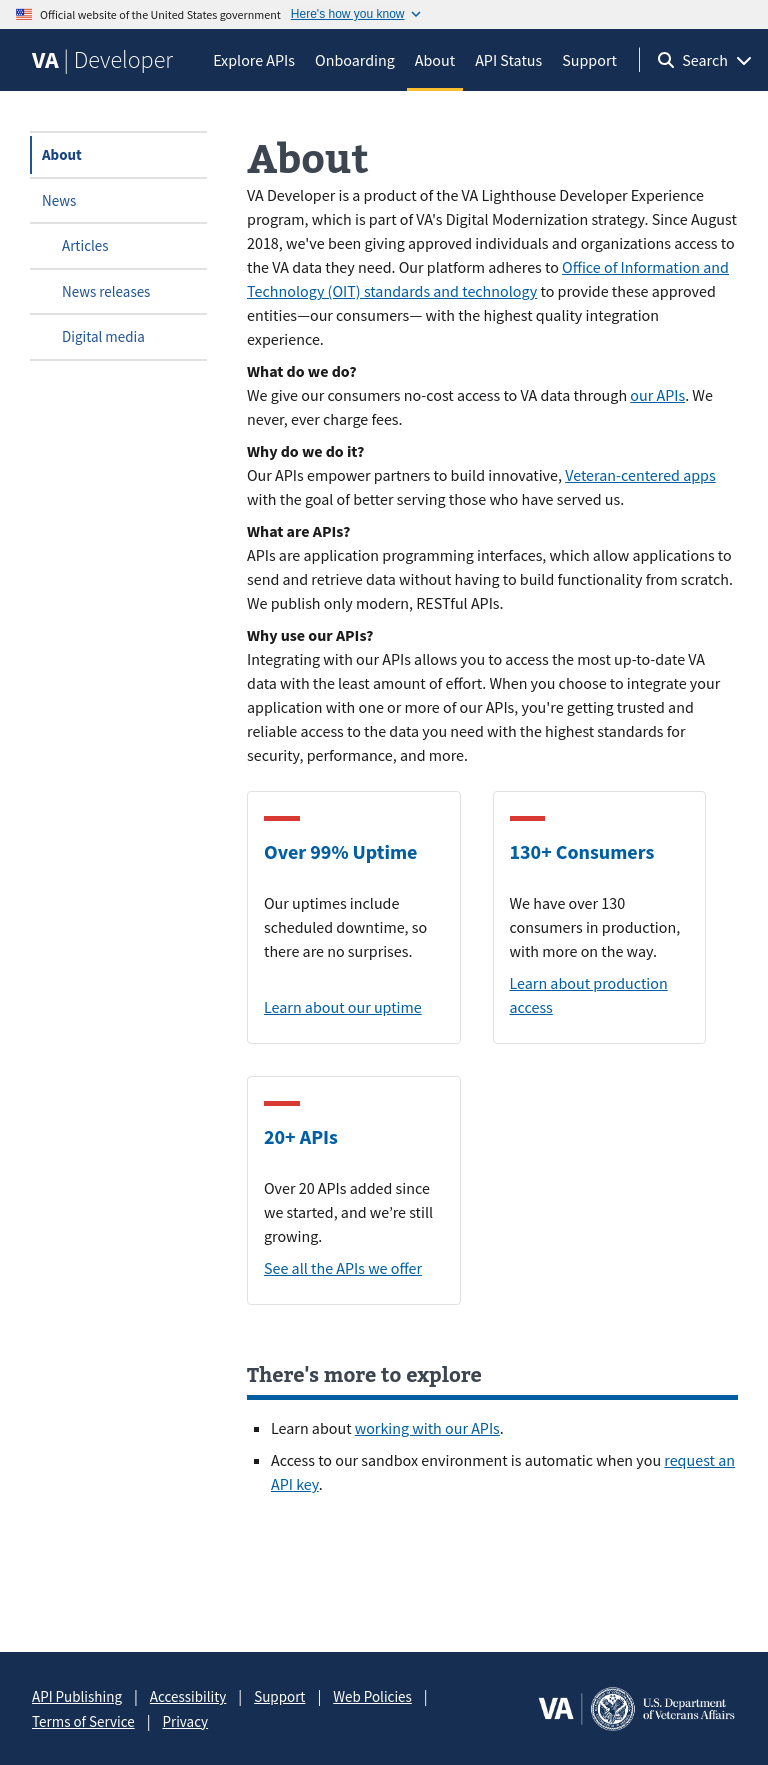 Official website of the United States government Here's how you know
VA | Developer Explore APIs Onboarding About API Status Support Search
About
News
Articles
News releases
Digital media
About
VA Developer is a product of the VA Lighthouse Developer Experience
program, which is part of VA's Digital Modernization strategy. Since August
2018, we've been giving approved individuals and organizations access to
the VA data they need. Our platform adheres to Office of Information and
Technology (OIT) standards and technology to provide these approved
entities—our consumers— with the highest quality integration
experience.
What do we do?
We give our consumers no-cost access to VA data through our APIs. We
never, ever charge fees.
Why do we do it?
Our APIs empower partners to build innovative, Veteran-centered apps
with the goal of better serving those who have served us.
What are APIs?
APIs are application programming interfaces, which allow applications to
send and retrieve data without having to build functionality from scratch.
We publish only modern, RESTful APIs.
Why use our APIs?
Integrating with our APIs allows you to access the most up-to-date VA
data with the least amount of effort. When you choose to integrate your
application with one or more of our APIs, you're getting trusted and
reliable access to the data you need with the highest standards for
security, performance, and more.
Over 99% Uptime
Our uptimes include
scheduled downtime, so
there are no surprises.
Learn about our uptime
130+ Consumers
We have over 130
consumers in production,
with more on the way.
Learn about production
access
20+ APIs
Over 20 APIs added since
we started, and we’re still
growing.
See all the APIs we offer
There's more to explore
Learn about working with our APIs.
Access to our sandbox environment is automatic when you request an
API key.
API Publishing | Accessibility | Support | Web Policies |
Terms of Service | Privacy
VA
U.S. Department
of Veterans Affairs